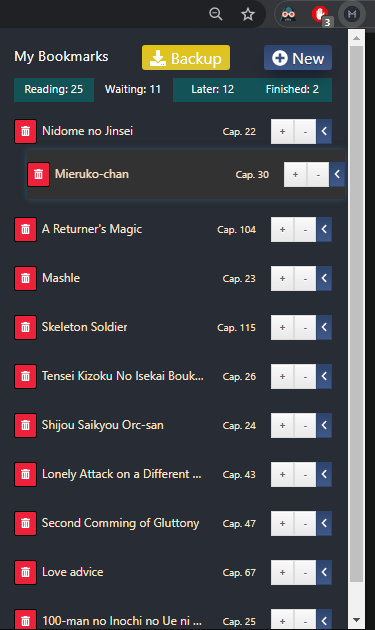 3
M
My Bookmarks Backup New
Reading: 25 Waiting: 11 Later: 12 Finished: 2
Nidome no Jinsei Cap. 22 + -
Mieruko-chan Cap. 30 + -
A Returner's Magic Cap. 104 + -
Mashle Cap. 23 + -
Skeleton Soldier Cap. 115 + -
Tensei Kizoku No Isekai Bouk... Cap. 26 + -
Shijou Saikyou Orc-san Cap. 24 + -
Lonely Attack on a Different ... Cap. 43 + -
Second Comming of Gluttony Cap. 47 + -
Love advice Cap. 67 + -
100-man no Inochi no Ue ni ... Cap. 25 + -